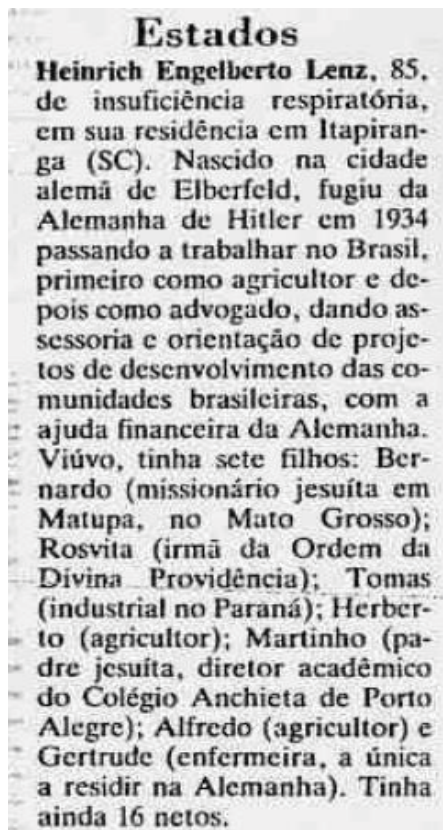 Estados
Heinrich Engelberto Lenz, 85,
de insuficiência respiratória,
em sua residência em Itapiran-
ga (SC). Nascido na cidade
alemã de Elberfeld, fugiu da
Alemanha de Hitler em 1934
passando a trabalhar no Brasil,
primeiro como agricultor e de-
pois como advogado, dando as-
sessoria e orientação de proje-
tos de desenvolvimento das co-
munidades brasileiras, com a
ajuda financeira da Alemanha.
Viúvo, tinha sete filhos: Ber-
nardo (missionário jesuíta em
Matupa, no Mato Grosso);
Rosvita (irmã da Ordem da
Divina Providência); Tomas
(industrial no Paraná); Herber-
to (agricultor); Martinho (pa-
dre jesuíta, diretor acadêmico
do Colégio Anchieta de Porto
Alegre); Alfredo (agricultor) e
Gertrude (enfermeira, a única
a residir na Alemanha). Tinha
ainda 16 netos.